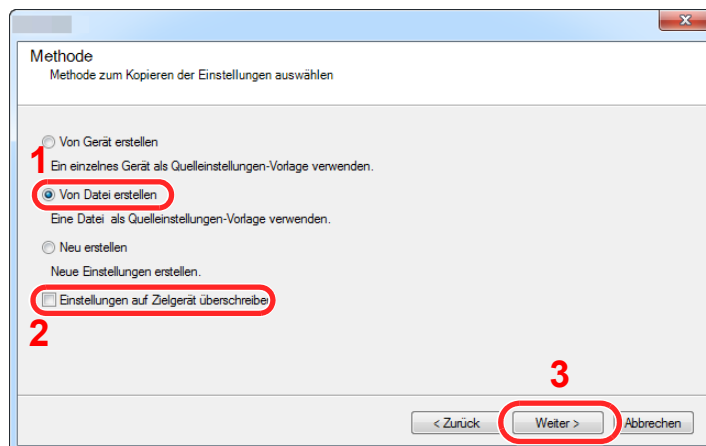 Methode
Methode zum Kopieren der Einstellungen auswählen
Von Gerät erstellen
1
Ein einzelnes Gerät als Quelleinstellungen-Vorlage verwenden.
Von Datei erstellen
Eine Datei als Quelleinstellungen-Vorlage verwenden.
Neu erstellen
Neue Einstellungen erstellen.
Einstellungen auf Zielgerät überschreiben
2
3
< Zurück
Weiter >
Abbrechen